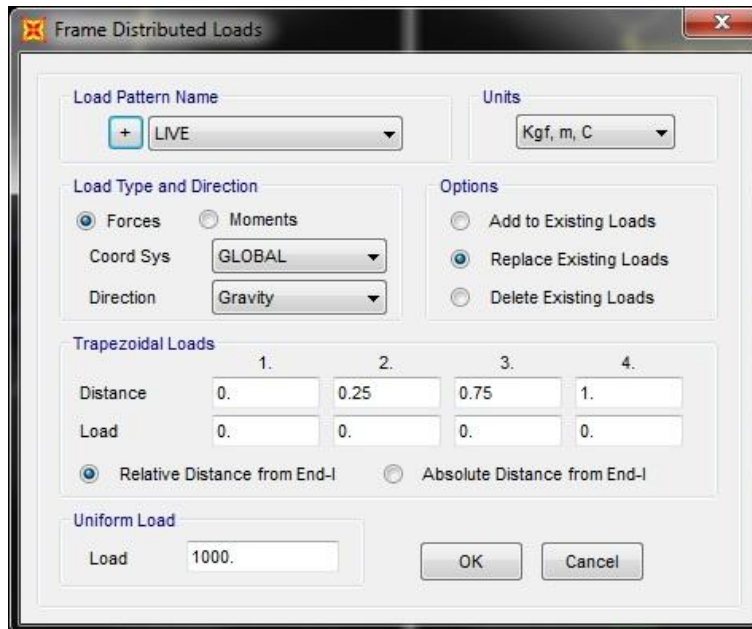 Frame Distributed Loads
Load Pattern Name
+ LIVE
Units
Kgf, m, C
Load Type and Direction
Forces Moments
Coord Sys GLOBAL
Direction Gravity
Options
Add to Existing Loads
Replace Existing Loads
Delete Existing Loads
Trapezoidal Loads
1. 2. 3. 4.
Distance 0. 0.25 0.75 1.
Load 0. 0. 0. 0.
Relative Distance from End-I Absolute Distance from End-I
Uniform Load
Load 1000.
OK Cancel